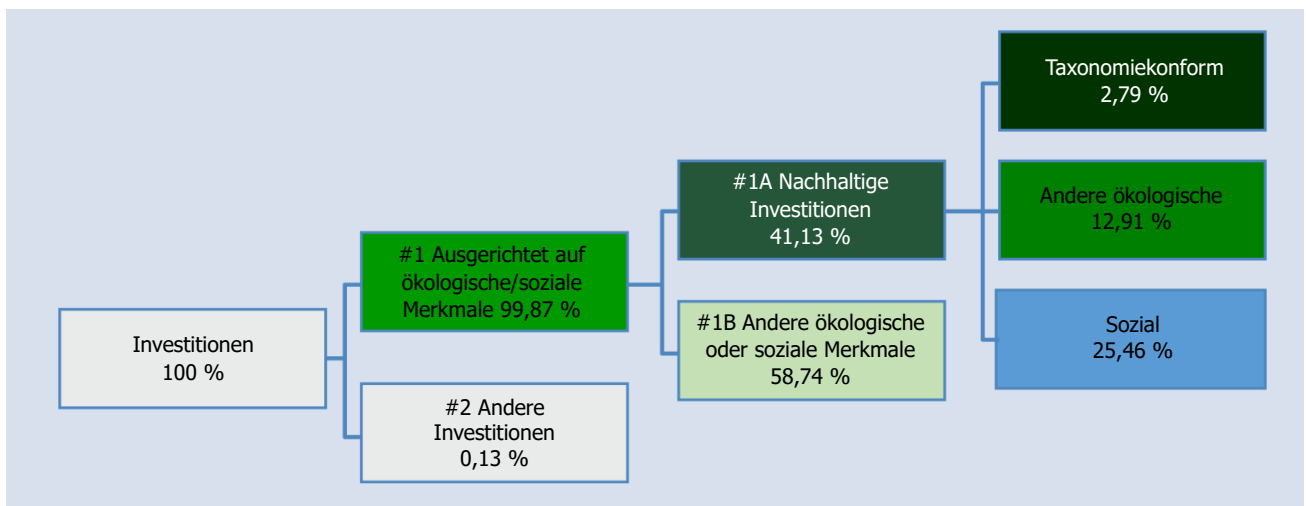 Investitionen
100 %
#1 Ausgerichtet auf
ökologische/soziale
Merkmale 99,87 %
#2 Andere
Investitionen
0,13 %
#1A Nachhaltige
Investitionen
41,13 %
#1B Andere ökologische
oder soziale Merkmale
58,74 %
Taxonomiekonform
2,79 %
Andere ökologische
12,91 %
Sozial
25,46 %